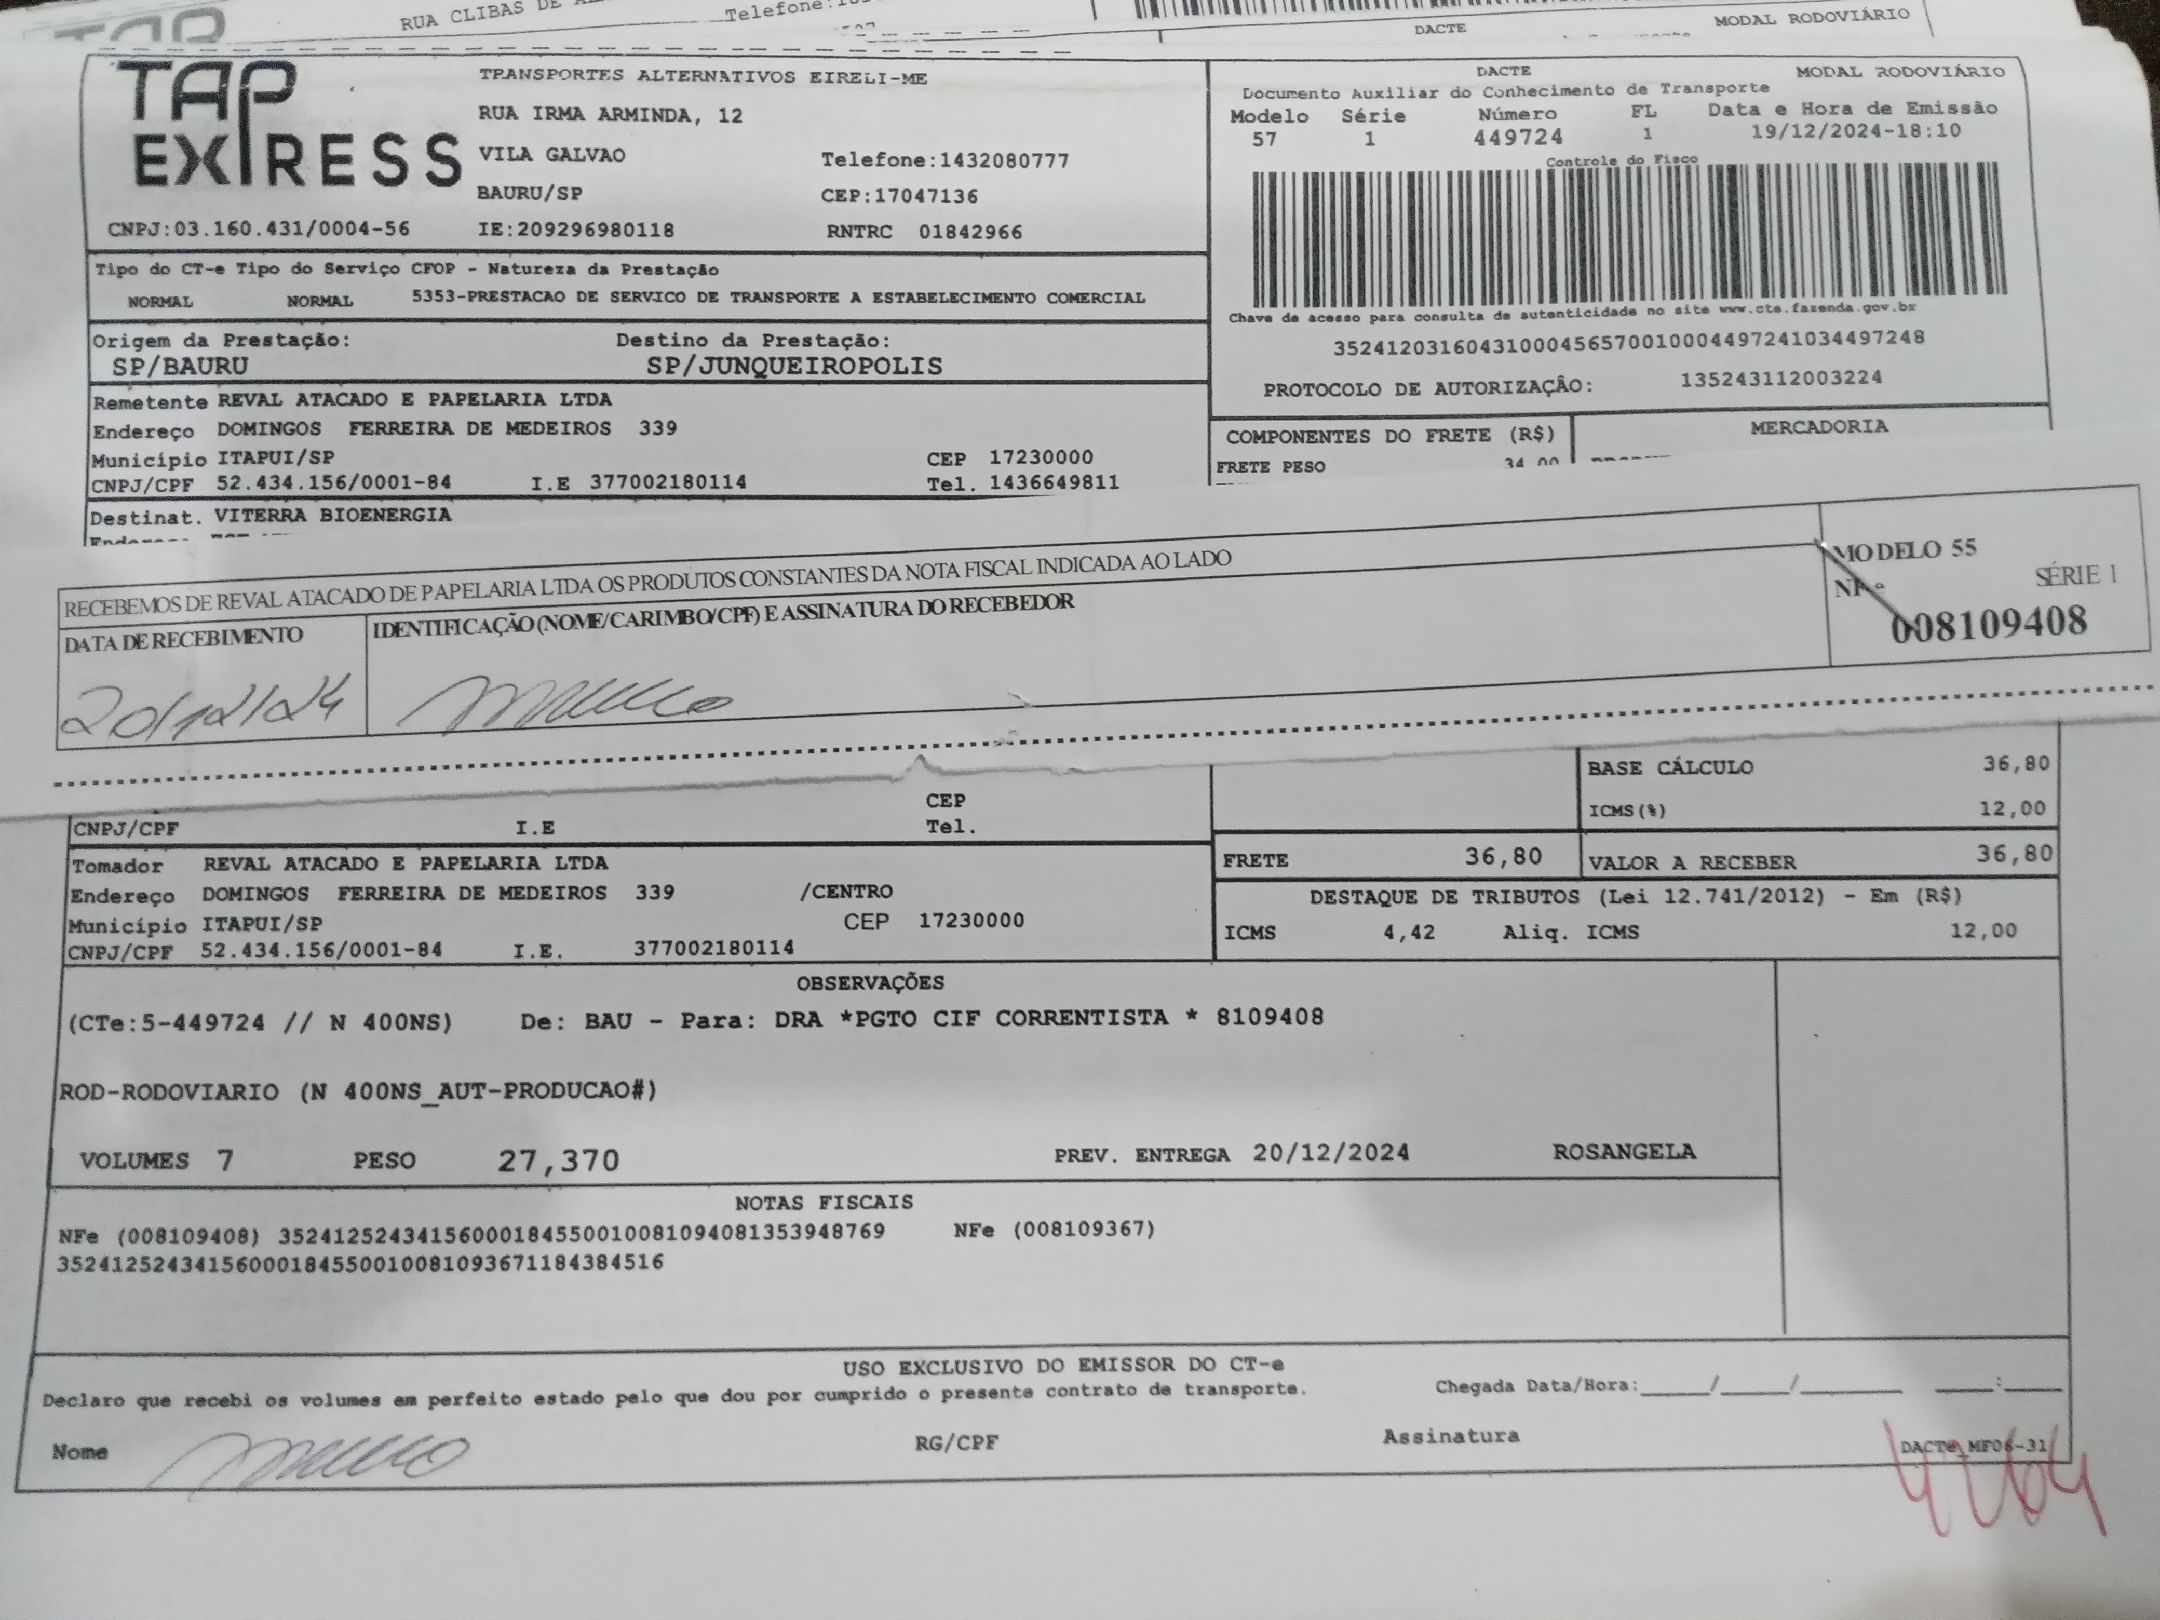 RUA CLIBAS DE
Telefone:
DACTE
MODAL RODOVIÁRIO
TAP EXPRESS
TRANSPORTES ALTERNATIVOS EIRELI-ME
RUA IRMA ARMINDA, 12
VILA GALVAO Telefone:1432080777
BAURU/SP CEP:17047136
CNPJ:03.160.431/0004-56 IE:209296980118 RNTRC 01842966
DACTE MODAL RODOVIÁRIO
Documento Auxiliar do Conhecimento de Transporte
Modelo Série Número FL Data e Hora de Emissão
57 1 449724 1 19/12/2024-18:10
Controle do Fisco
Chave de acesso para consulta de autenticidade no site www.cte.fazenda.gov.br
35241203160431000456570010004497241034497248
PROTOCOLO DE AUTORIZAÇÃO: 135243112003224
Tipo do CT-e Tipo do Serviço CFOP - Natureza da Prestação
NORMAL NORMAL 5353-PRESTACAO DE SERVICO DE TRANSPORTE A ESTABELECIMENTO COMERCIAL
Origem da Prestação: Destino da Prestação:
SP/BAURU SP/JUNQUEIROPOLIS
Remetente REVAL ATACADO E PAPELARIA LTDA
Endereço DOMINGOS FERREIRA DE MEDEIROS 339
Município ITAPUI/SP CEP 17230000
CNPJ/CPF 52.434.156/0001-84 I.E 377002180114 Tel. 1436649811
COMPONENTES DO FRETE (R$) MERCADORIA
FRETE PESO 34,00
Destinat. VITERRA BIOENERGIA
RECEBEMOS DE REVAL ATACADO DE PAPELARIA LTDA OS PRODUTOS CONSTANTES DA NOTA FISCAL INDICADA AO LADO
DATA DE RECEBIMENTO IDENTIFICAÇÃO (NOME/CARIMBO/CPF) E ASSINATURA DO RECEBEDOR
20/12/24
MODELO 55
SÉRIE 1
008109408
BASE CÁLCULO 36,80
ICMS(%) 12,00
CEP
CNPJ/CPF I.E Tel.
FRETE 36,80 VALOR A RECEBER 36,80
Tomador REVAL ATACADO E PAPELARIA LTDA
Endereço DOMINGOS FERREIRA DE MEDEIROS 339 /CENTRO
Município ITAPUI/SP CEP 17230000
CNPJ/CPF 52.434.156/0001-84 I.E. 377002180114
DESTAQUE DE TRIBUTOS (Lei 12.741/2012) - Em (R$)
ICMS 4,42 Aliq. ICMS 12,00
OBSERVAÇÕES
(CTe:5-449724 // N 400NS) De: BAU - Para: DRA *PGTO CIF CORRENTISTA * 8109408
ROD-RODOVIARIO (N 400NS_AUT-PRODUCAO#)
VOLUMES 7 PESO 27,370 PREV. ENTREGA 20/12/2024 ROSANGELA
NOTAS FISCAIS
NFe (008109408) 35241252434156000184550010081094081353948769 NFe (008109367)
35241252434156000184550010081093671184384516
USO EXCLUSIVO DO EMISSOR DO CT-e
Declaro que recebi os volumes em perfeito estado pelo que dou por cumprido o presente contrato de transporte. Chegada Data/Hora:_____/_____/_______ ____:____
Nome RG/CPF Assinatura DACTe MF06-31